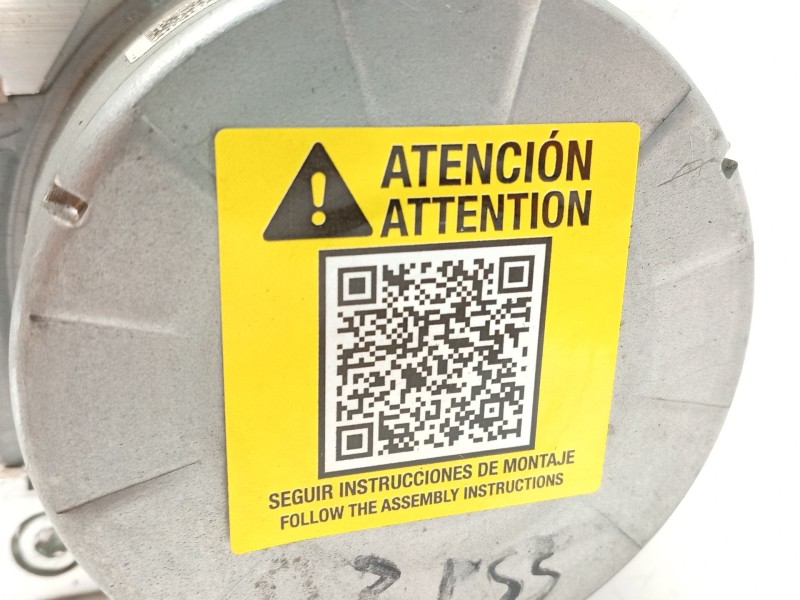 ATENCIÓN
ATTENTION
SEGUIR INSTRUCCIONES DE MONTAJE
FOLLOW THE ASSEMBLY INSTRUCTIONS